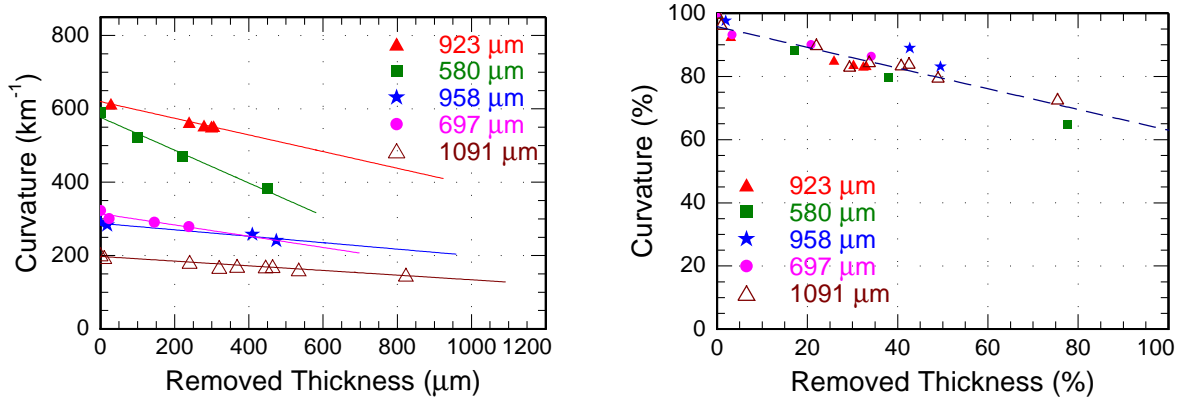 800
600
400
200
0
0 200 400 600 800 1000 1200
Curvature (km⁻¹)
Removed Thickness (μm)
923 μm
580 μm
958 μm
697 μm
1091 μm
100
80
60
40
20
0
0 20 40 60 80 100
Curvature (%)
Removed Thickness (%)
923 μm
580 μm
958 μm
697 μm
1091 μm